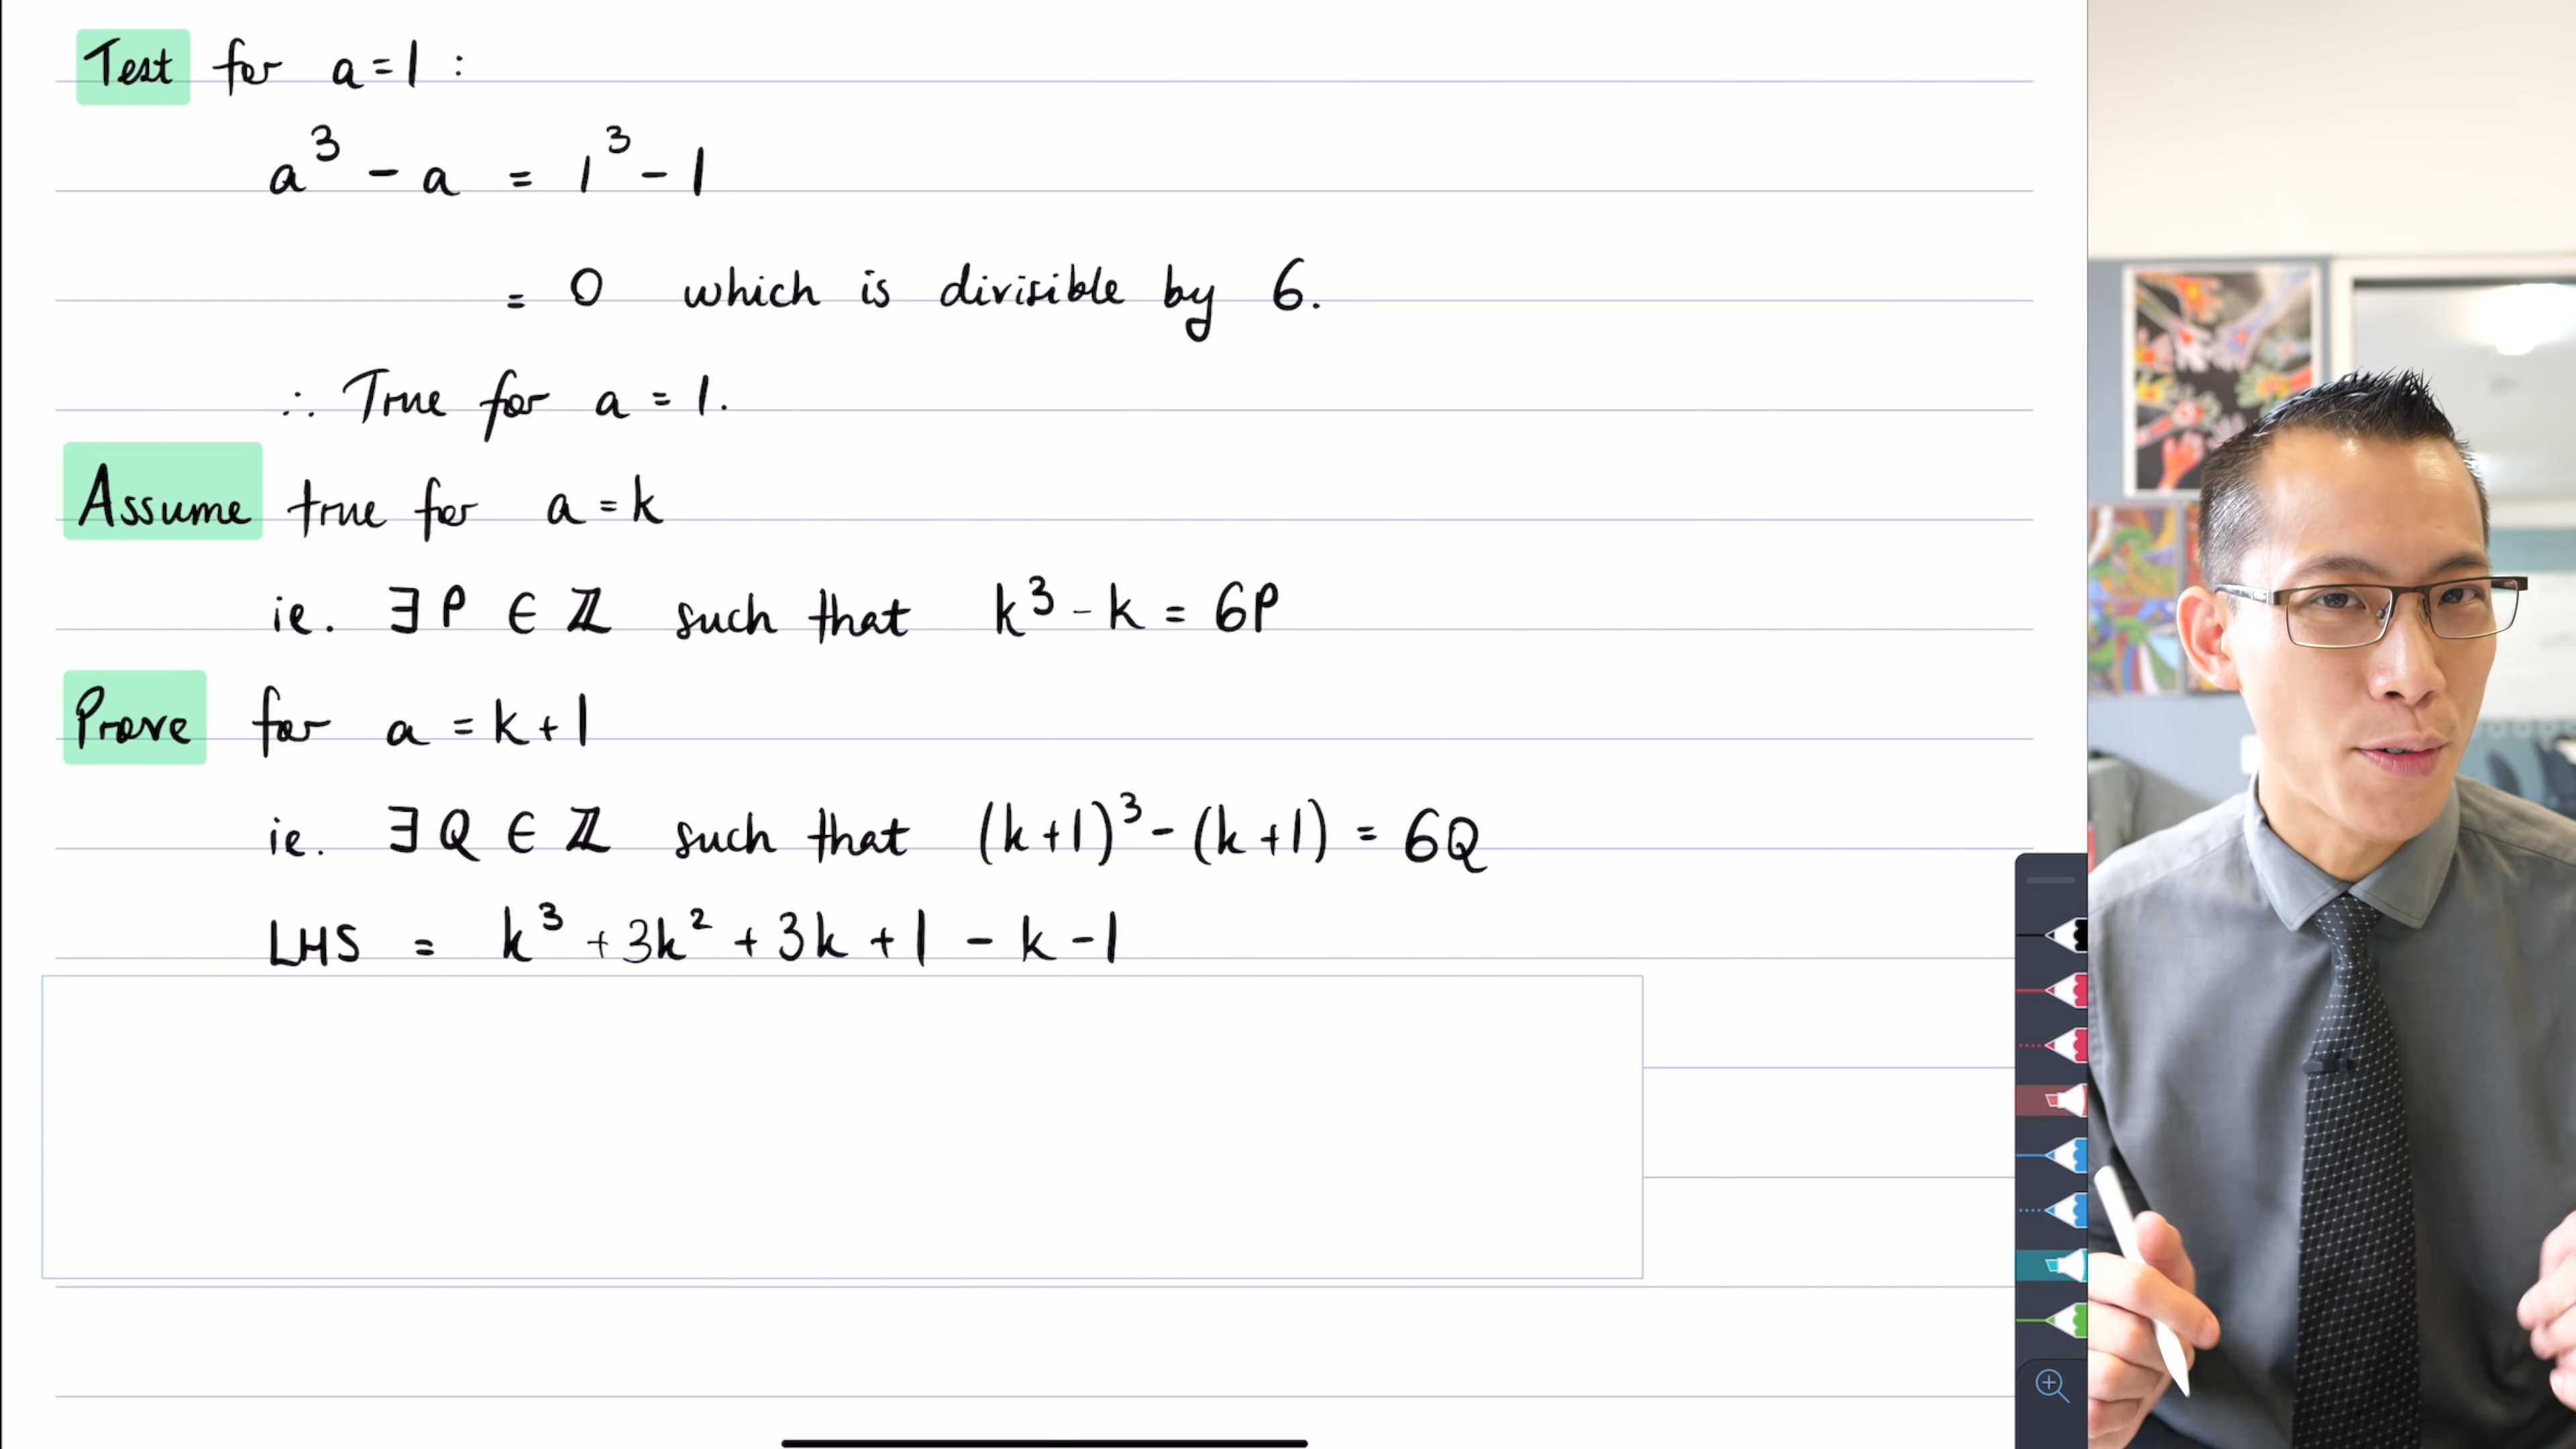 Test for a = 1 :
a³ - a = 1³ - 1
= 0 which is divisible by 6.
∴ True for a = 1.
Assume true for a = k
ie. ∃ P ∈ ℤ such that k³ - k = 6P
Prove for a = k + 1
ie. ∃ Q ∈ ℤ such that (k + 1)³ - (k + 1) = 6Q
LHS = k³ + 3k² + 3k + 1 - k - 1